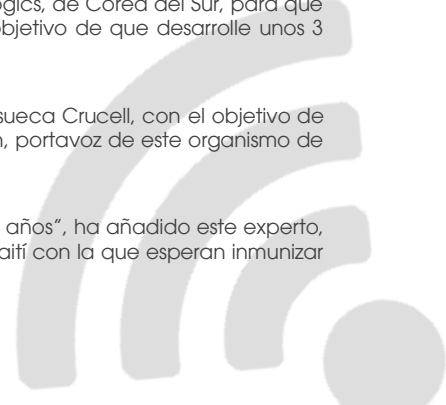 ogics, de Corea del Sur, para que
objetivo de que desarrolle unos 3
sueca Crucell, con el objetivo de
, portavoz de este organismo de
años”, ha añadido este experto,
aití con la que esperan inmunizar